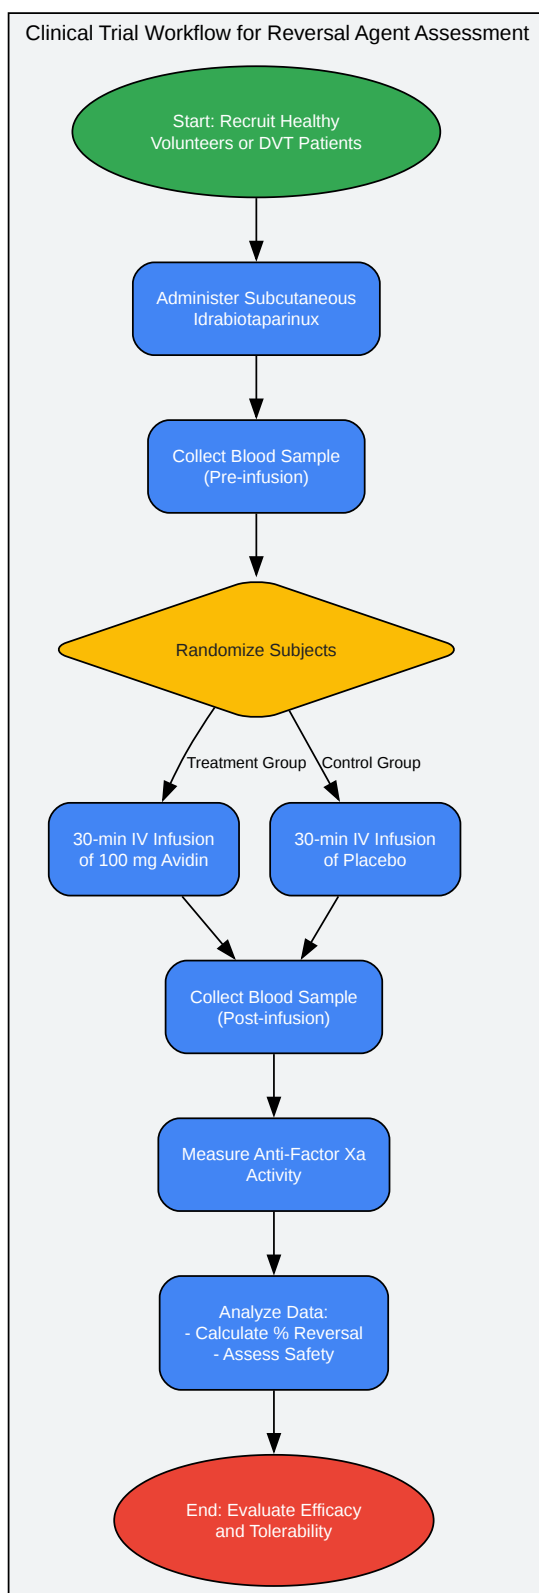 Clinical Trial Workflow for Reversal Agent Assessment
Start: Recruit Healthy
Volunteers or DVT Patients
Administer Subcutaneous
Idrabiotaparinux
Collect Blood Sample
(Pre-infusion)
Randomize Subjects
Treatment Group
Control Group
30-min IV Infusion
of 100 mg Avidin
30-min IV Infusion
of Placebo
Collect Blood Sample
(Post-infusion)
Measure Anti-Factor Xa
Activity
Analyze Data:
- Calculate % Reversal
- Assess Safety
End: Evaluate Efficacy
and Tolerability